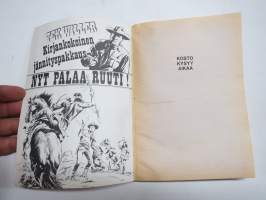 TEX WILLER
Kirjankokoinen
jännityspakkaus
NYT PALAA RUUTI!
KOSTO
KYSYY
AIKAA